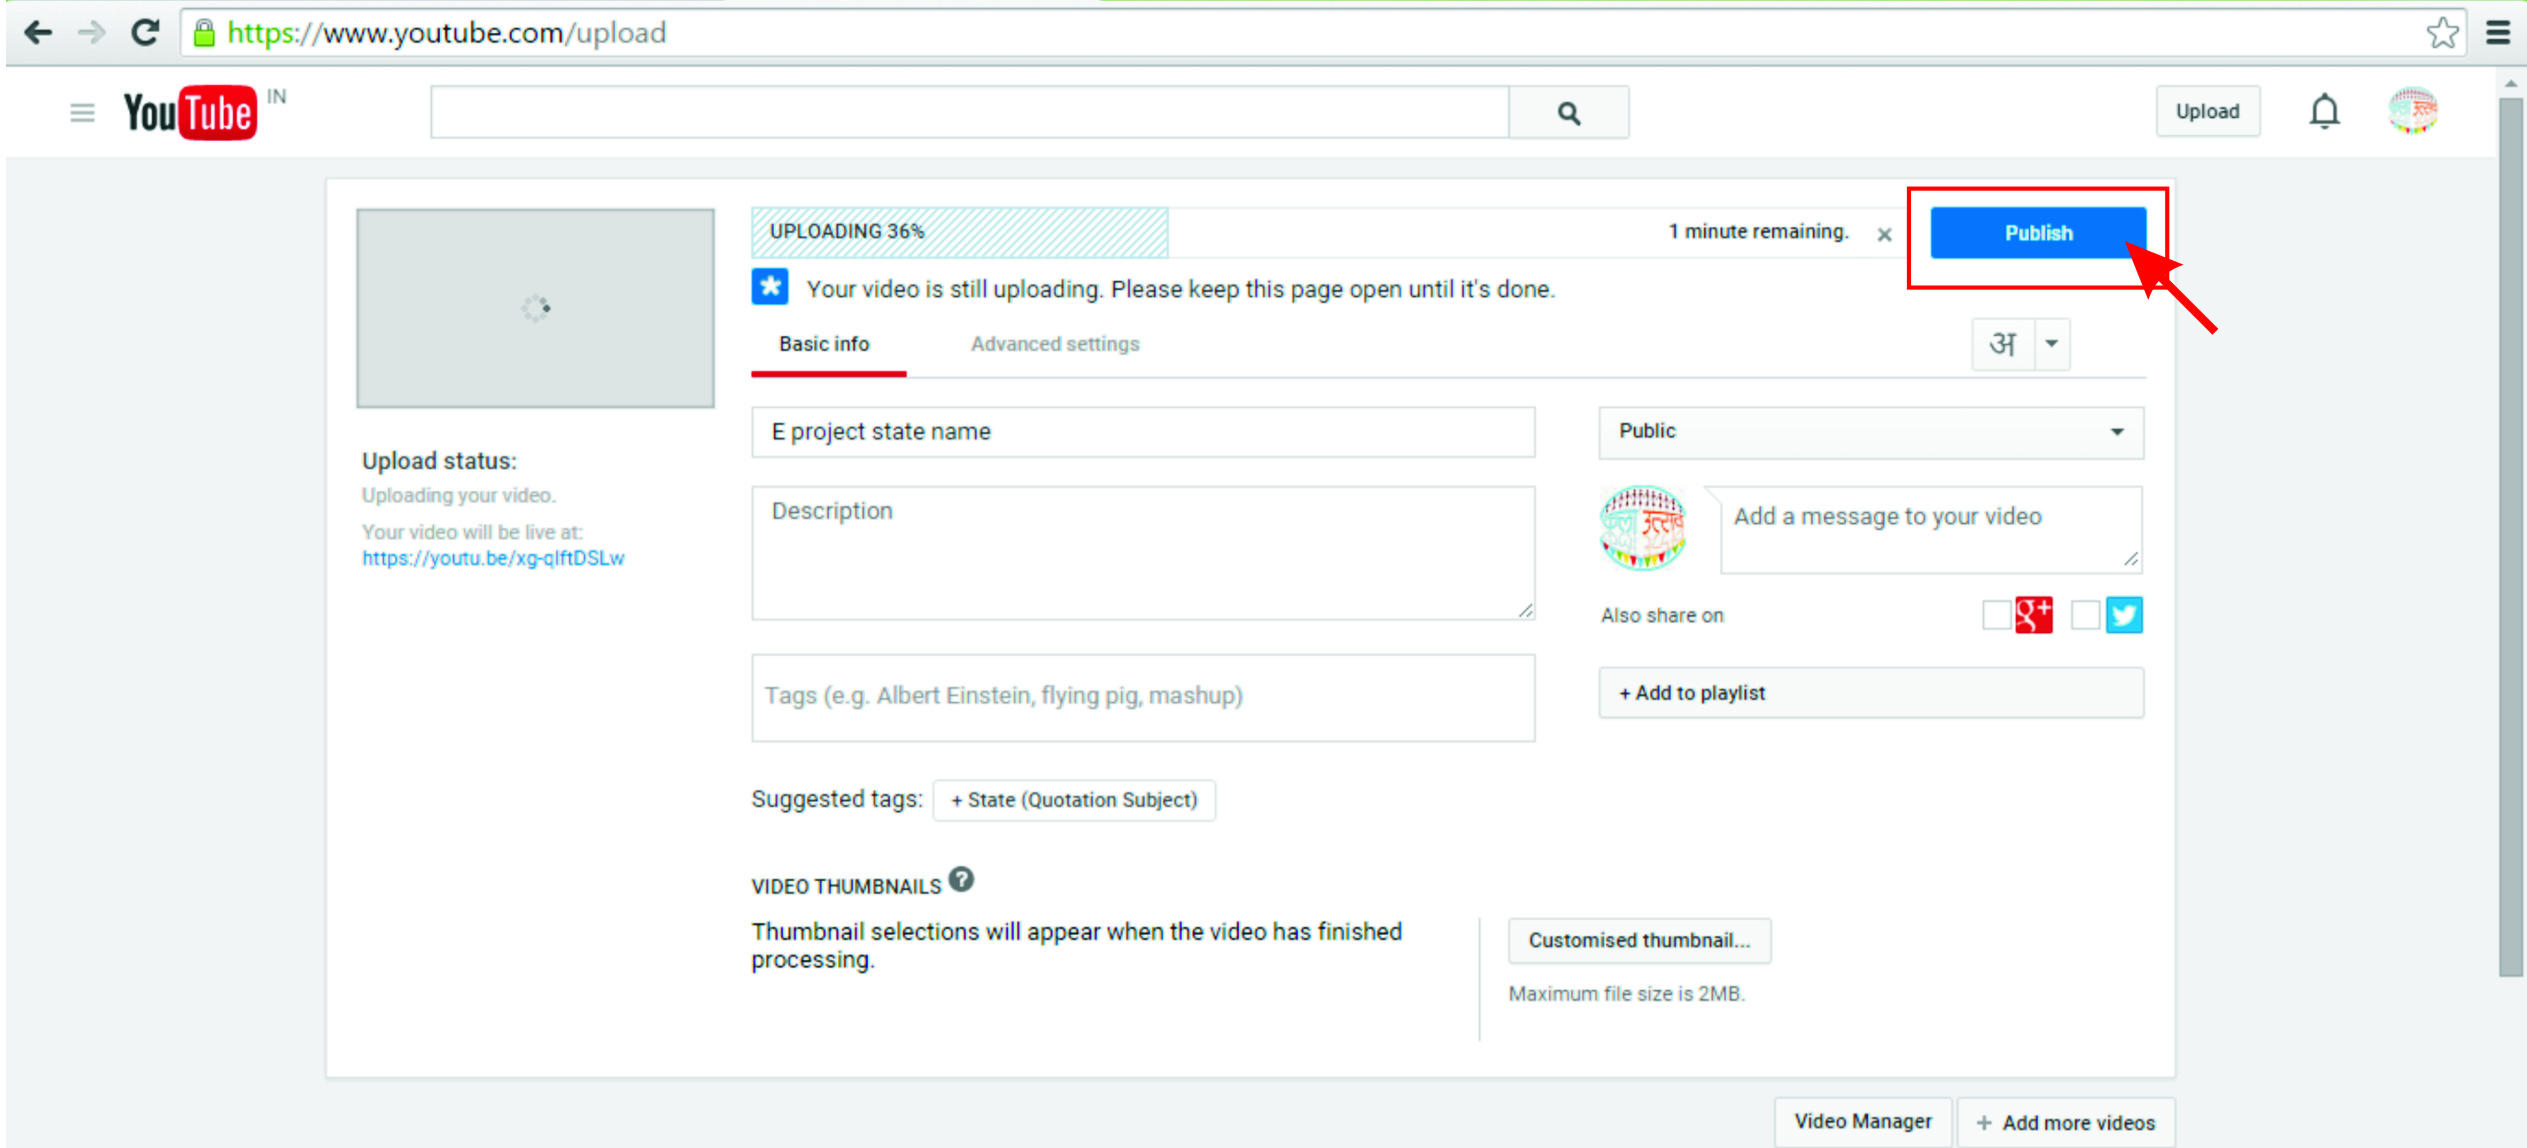 https://www.youtube.com/upload
YouTube IN
Upload
UPLOADING 36%
1 minute remaining.
Publish
Your video is still uploading. Please keep this page open until it's done.
Basic info
Advanced settings
अ
E project state name
Public
Upload status:
Uploading your video.
Your video will be live at:
https://youtu.be/xg-qlftDSLw
Description
कला उत्सव
Add a message to your video
Also share on
g+
Tags (e.g. Albert Einstein, flying pig, mashup)
+ Add to playlist
Suggested tags: + State (Quotation Subject)
VIDEO THUMBNAILS ?
Thumbnail selections will appear when the video has finished
processing.
Customised thumbnail...
Maximum file size is 2MB.
Video Manager
+ Add more videos